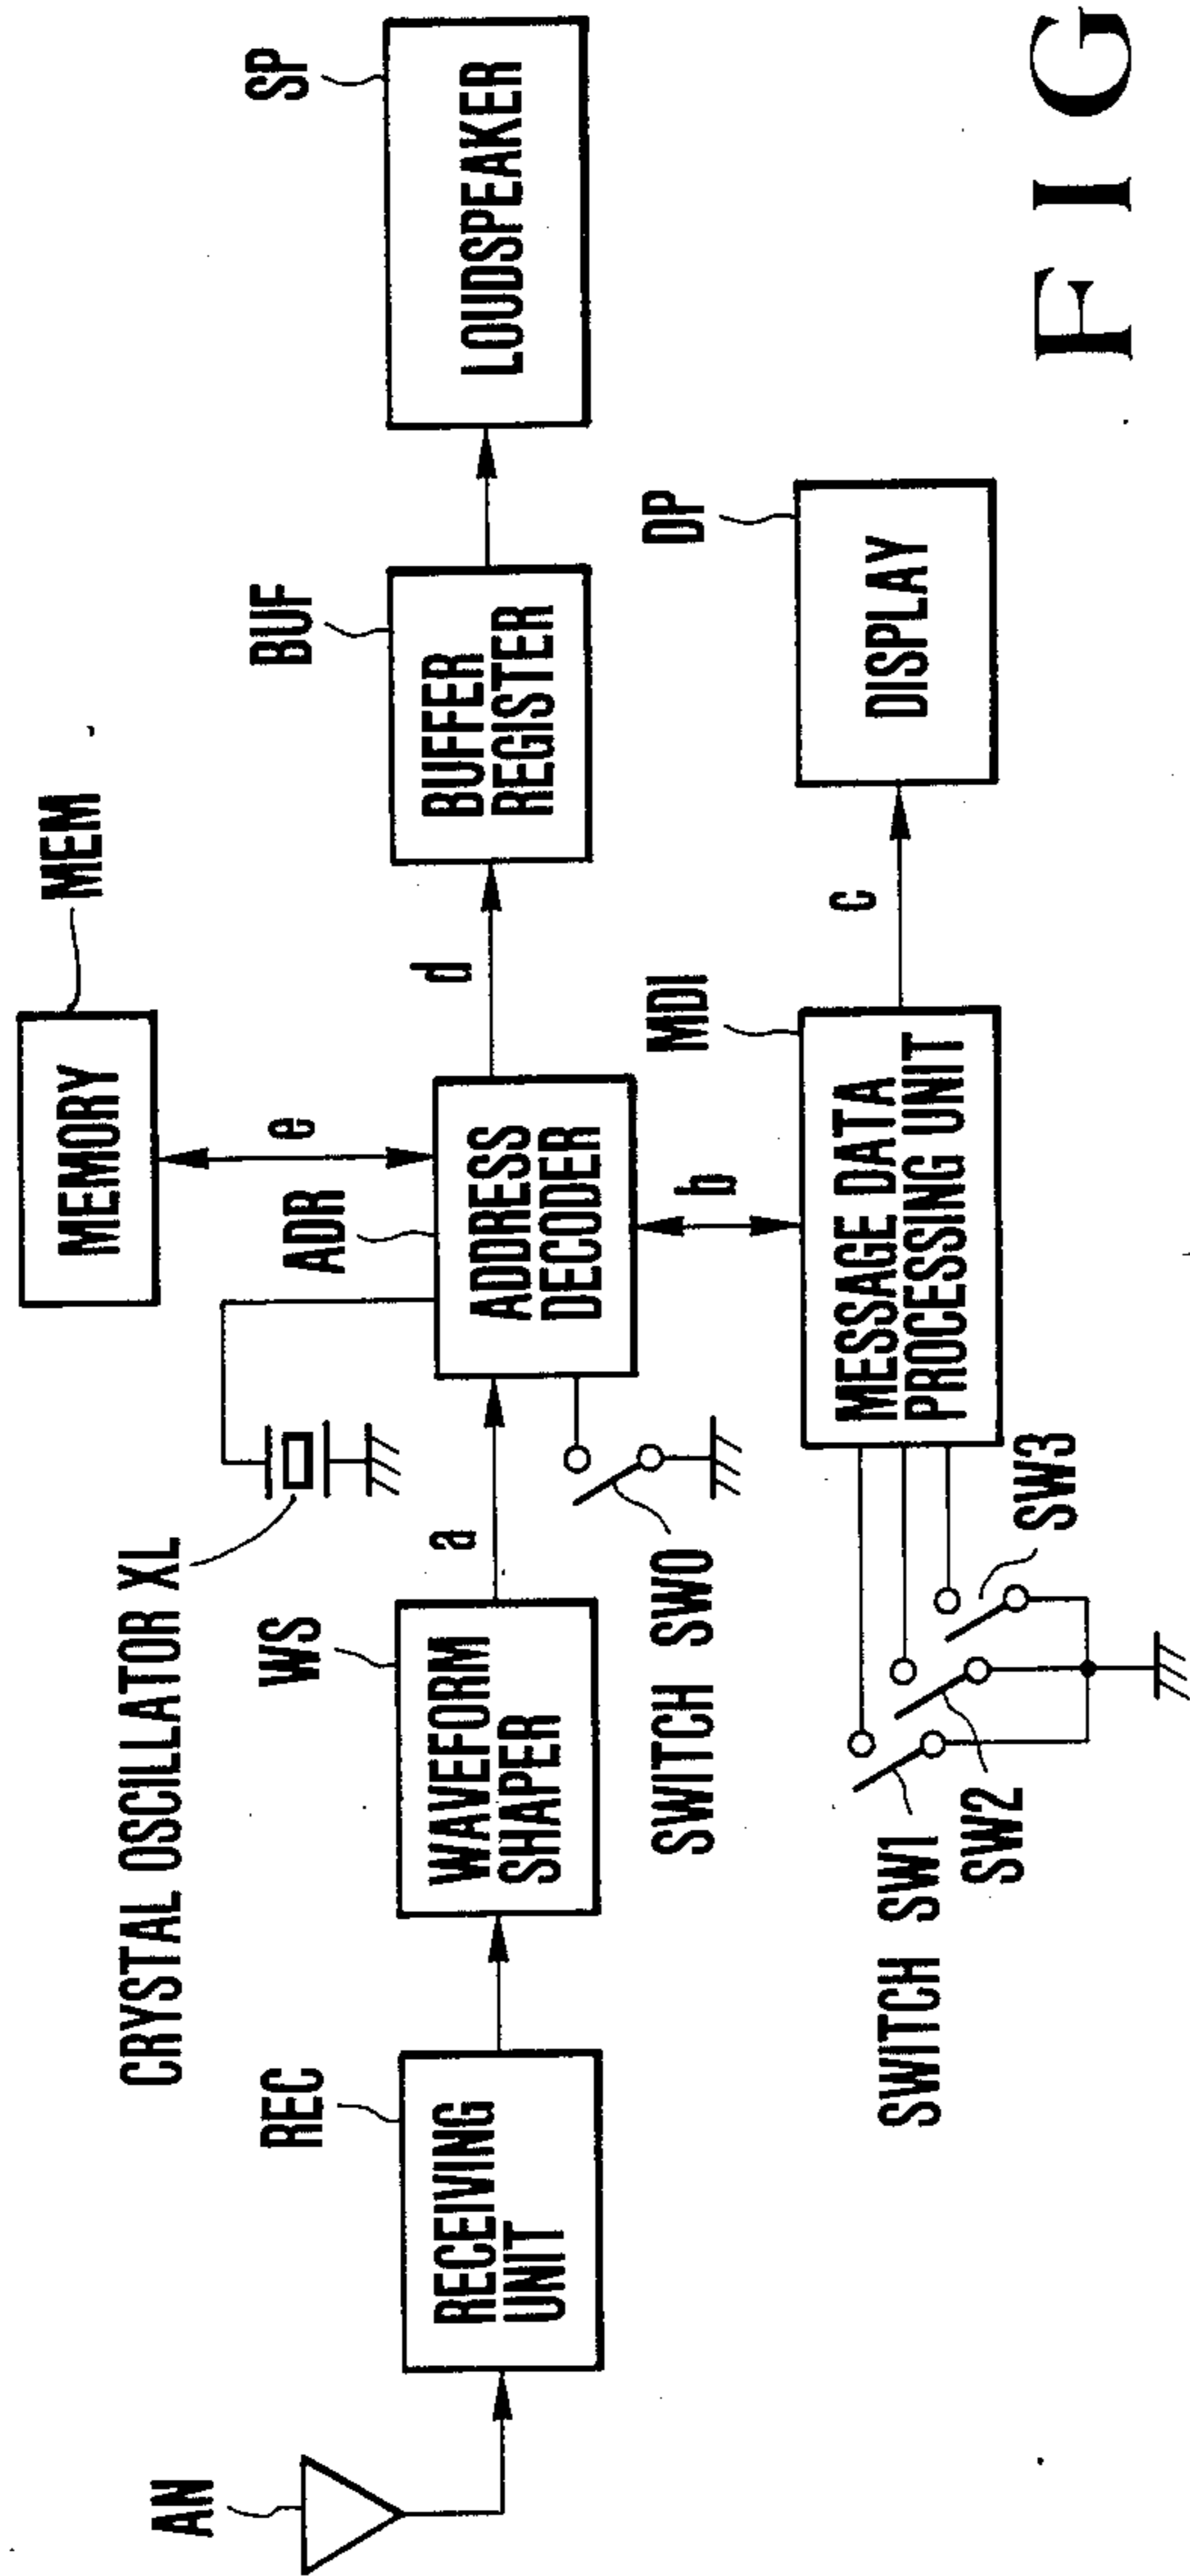 MEMORY
MEM
CRYSTAL OSCILLATOR XL
e
ADR
AN
REC
WS
BUF
SP
RECEIVING
UNIT
WAVEFORM
SHAPER
a
ADDRESS
DECODER
d
BUFFER
REGISTER
LOUDSPEAKER
SWITCH SW0
b
MDI
DP
MESSAGE DATA
PROCESSING UNIT
c
DISPLAY
SWITCH SW1
SW2
SW3
FIG